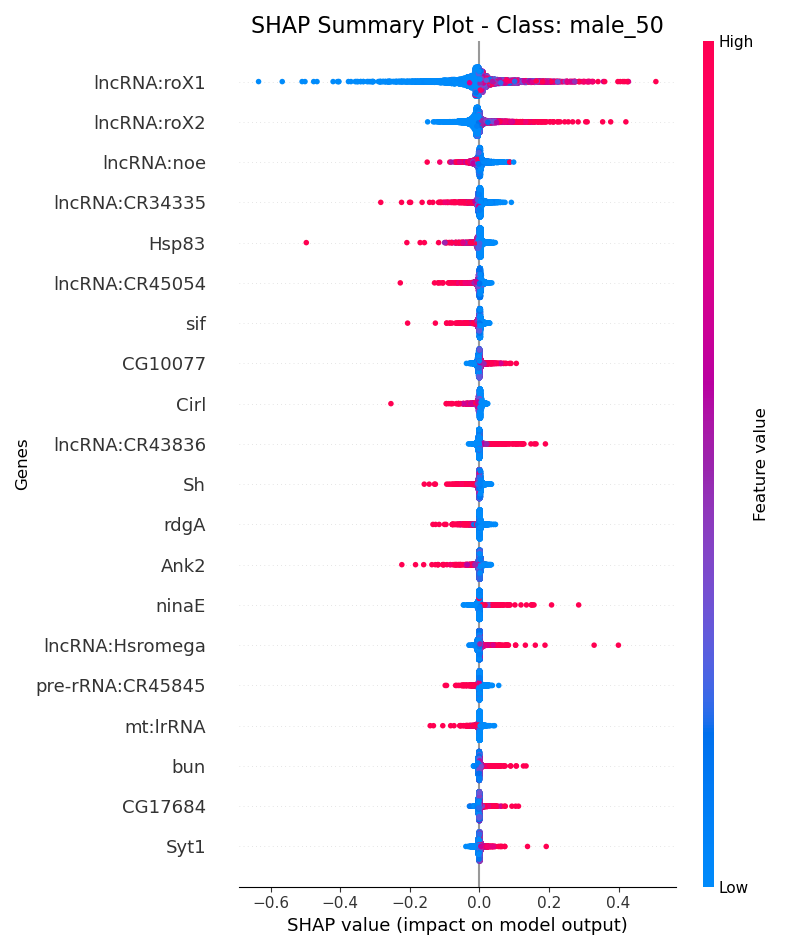 SHAP Summary Plot - Class: male_50
High
lncRNA:roX1
lncRNA:roX2
lncRNA:noe
lncRNA:CR34335
Hsp83
lncRNA:CR45054
sif
CG10077
Cirl
lncRNA:CR43836
Sh
rdgA
Ank2
ninaE
lncRNA:Hsromega
pre-rRNA:CR45845
mt:lrRNA
bun
CG17684
Syt1
Genes
Feature value
Low
−0.6 −0.4 −0.2 0.0 0.2 0.4
SHAP value (impact on model output)